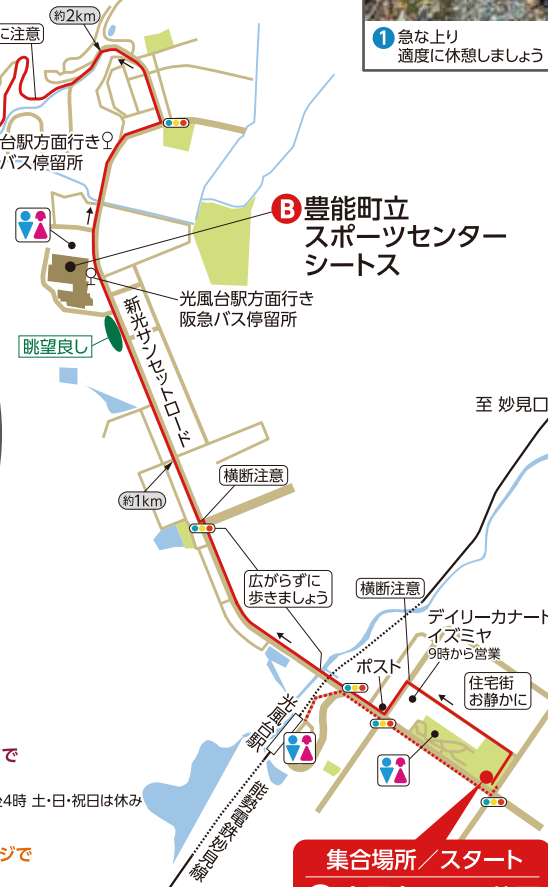 約2km
に注意
1 急な上り
適度に休憩しましょう
台駅方面行き
バス停留所
B 豊能町立
スポーツセンター
シートス
光風台駅方面行き
阪急バス停留所
新光サンセットロード
眺望良し
至 妙見口
横断注意
約1km
広がらずに
歩きましょう
横断注意
デイリーカナート
イズミヤ
9時から営業
ポスト
住宅街
お静かに
光風台駅
能勢電鉄妙見線
で
4時 土・日・祝日は休み
ジで
集合場所/スタート